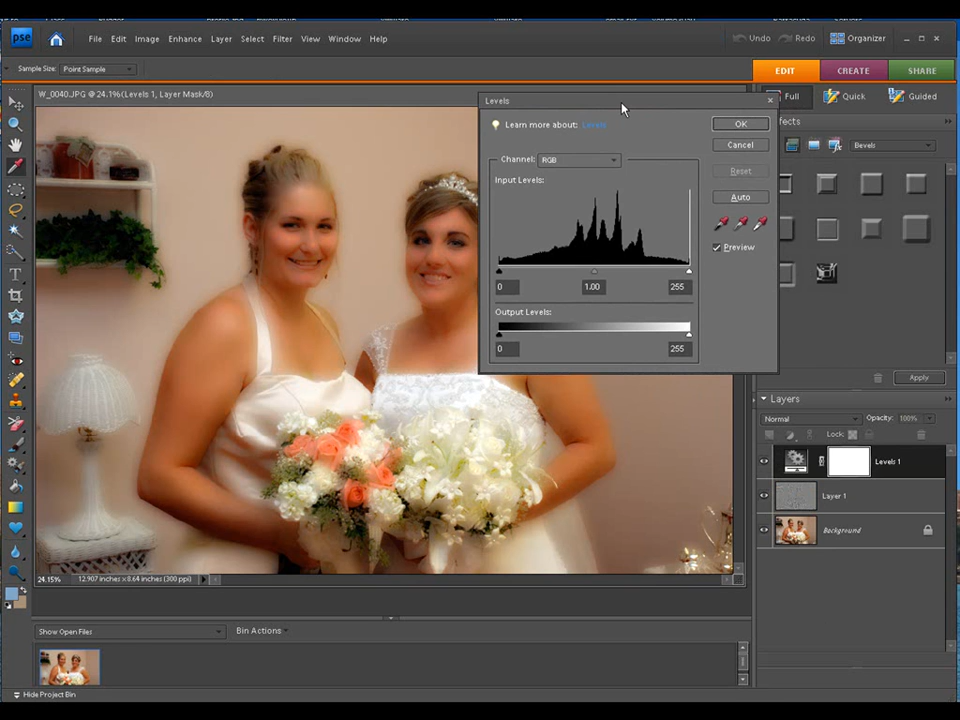 pse File Edit Image Enhance Layer Select Filter View Window Help Undo Redo Organizer
Sample Size: Point Sample EDIT CREATE SHARE
W_0040.JPG @ 24.1%(Levels 1, Layer Mask/8)
Full Quick Guided
Levels
Learn more about: Levels
OK
Cancel
Reset
Auto
Preview
Channel: RGB
Input Levels:
0 1.00 255
Output Levels:
0 255
Bevels
Apply
Layers
Normal Opacity: 100%
Lock:
Levels 1
Layer 1
Background
24.15% 12.907 inches x 8.64 inches (300 ppi)
Show Open Files Bin Actions
Hide Project Bin